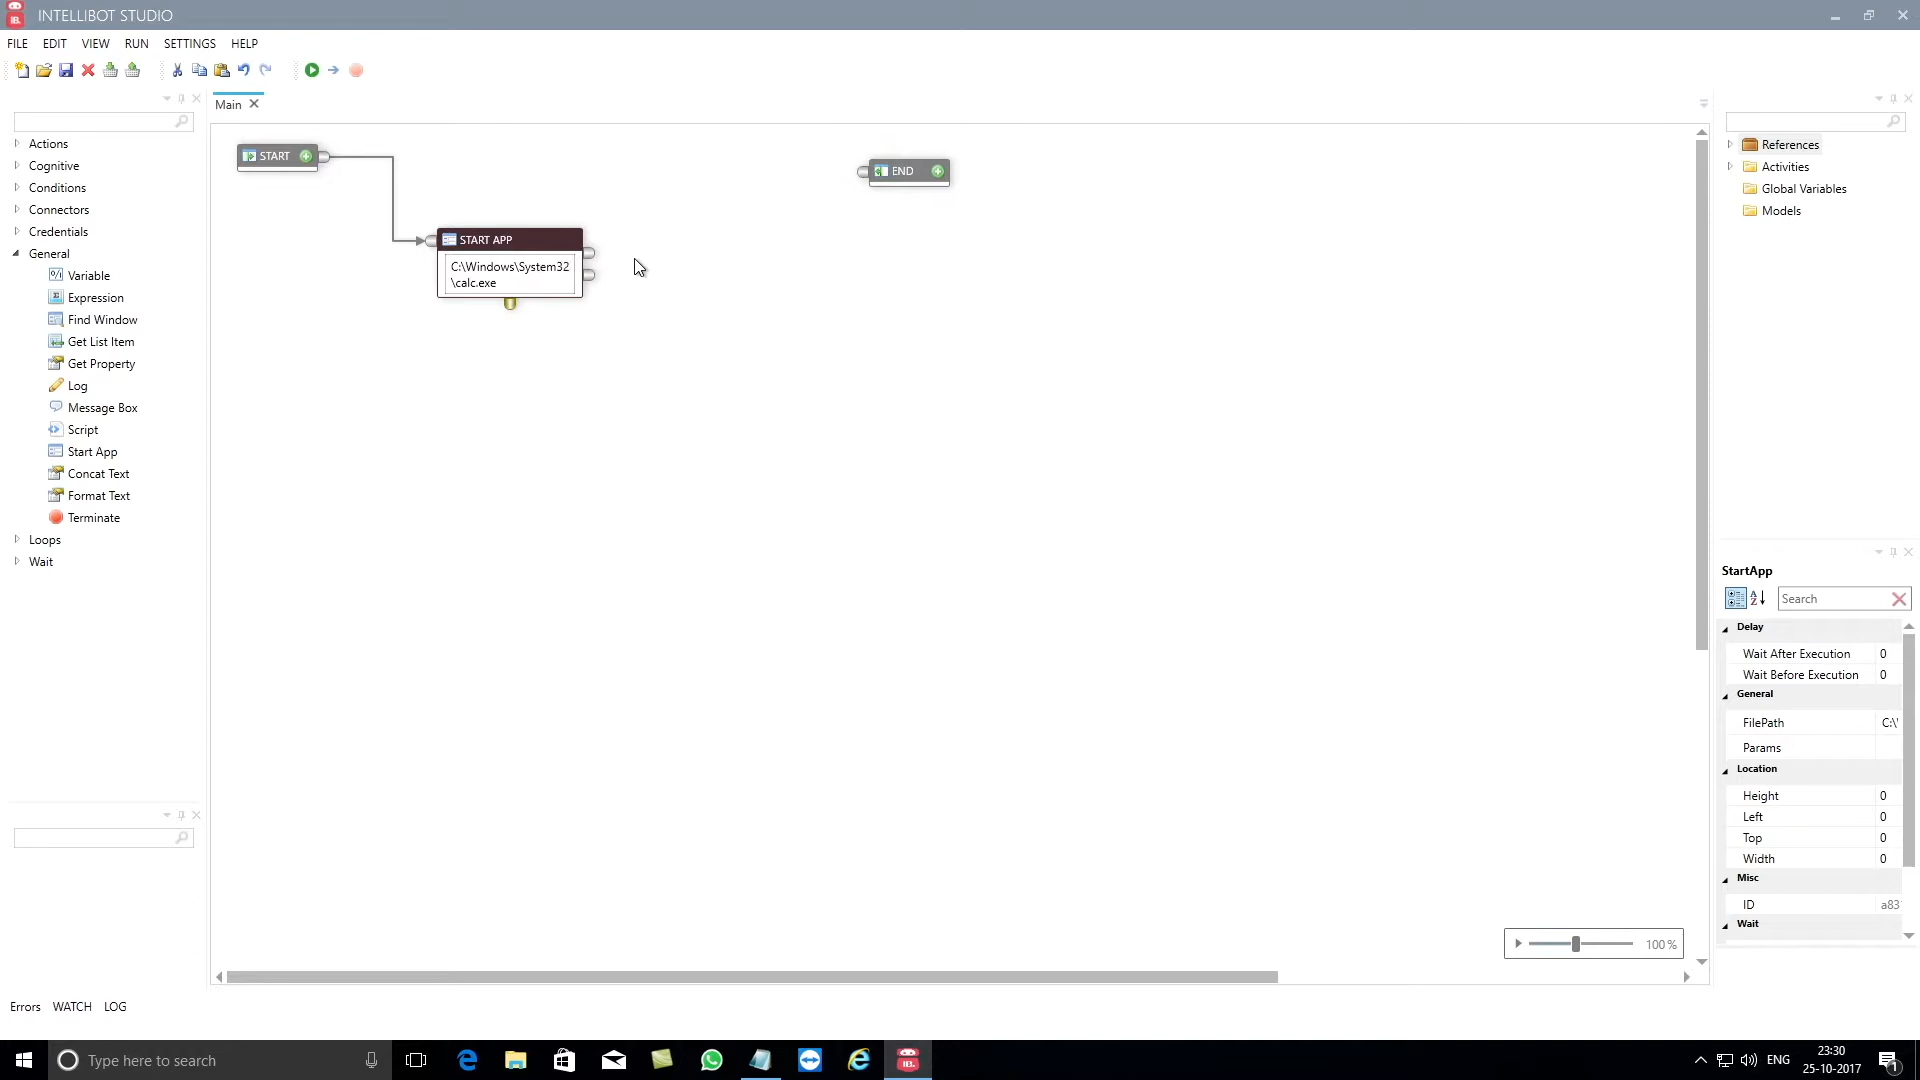 INTELLIBOT STUDIO
FILE EDIT VIEW RUN SETTINGS HELP
Main
Actions
Cognitive
Conditions
Connectors
Credentials
General
Variable
Expression
Find Window
Get List Item
Get Property
Log
Message Box
Script
Start App
Concat Text
Format Text
Terminate
Loops
Wait
START
START APP
C:\Windows\System32
\calc.exe
END
100 %
References
Activities
Global Variables
Models
StartApp
Search
Delay
Wait After Execution 0
Wait Before Execution 0
General
FilePath C:\'
Params
Location
Height 0
Left 0
Top 0
Width 0
Misc
ID a83
Wait
Errors WATCH LOG
Type here to search
ENG
23:30
25-10-2017
1